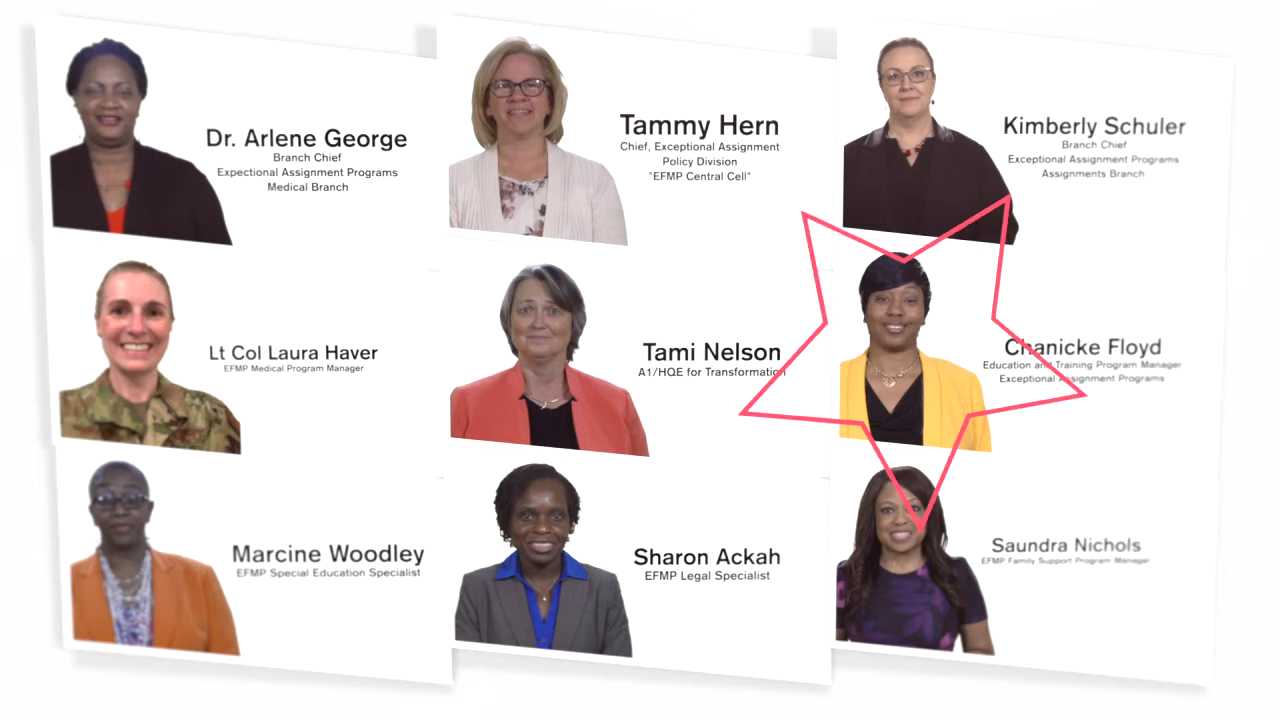 Dr. Arlene George
Branch Chief
Expectional Assignment Programs
Medical Branch
Tammy Hern
Chief, Exceptional Assignment
Policy Division
"EFMP Central Cell"
Kimberly Schuler
Branch Chief
Exceptional Assignment Programs
Assignments Branch
Lt Col Laura Haver
EFMP Medical Program Manager
Tami Nelson
A1/HQE for Transformation
Chanicke Floyd
Education and Training Program Manager
Exceptional Assignment Programs
Marcine Woodley
EFMP Special Education Specialist
Sharon Ackah
EFMP Legal Specialist
Saundra Nichols
EFMP Family Support Program Manager